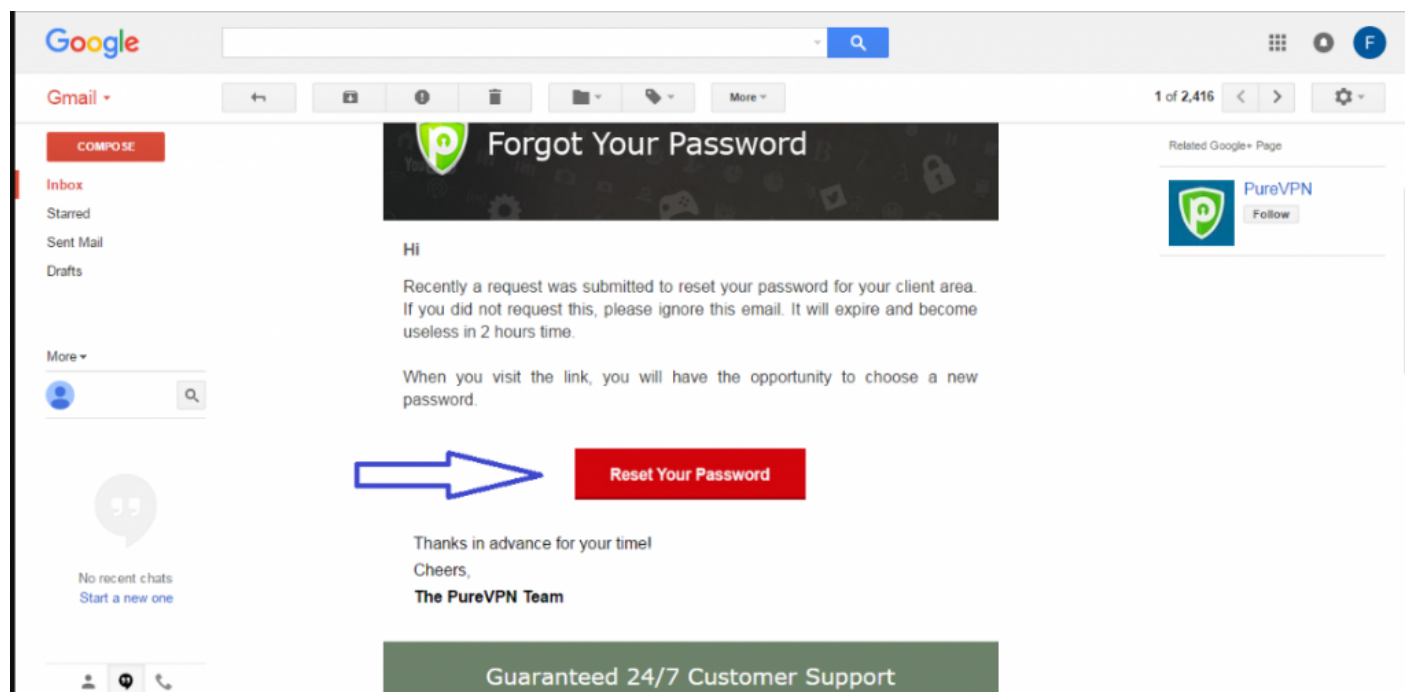 Google
F
Gmail
More
1 of 2,416
COMPOSE
Inbox
Starred
Sent Mail
Drafts
More
No recent chats
Start a new one
Forgot Your Password
Hi
Recently a request was submitted to reset your password for your client area.
If you did not request this, please ignore this email. It will expire and become
useless in 2 hours time.
When you visit the link, you will have the opportunity to choose a new
password.
Reset Your Password
Thanks in advance for your time!
Cheers,
The PureVPN Team
Guaranteed 24/7 Customer Support
Related Google+ Page
PureVPN
Follow